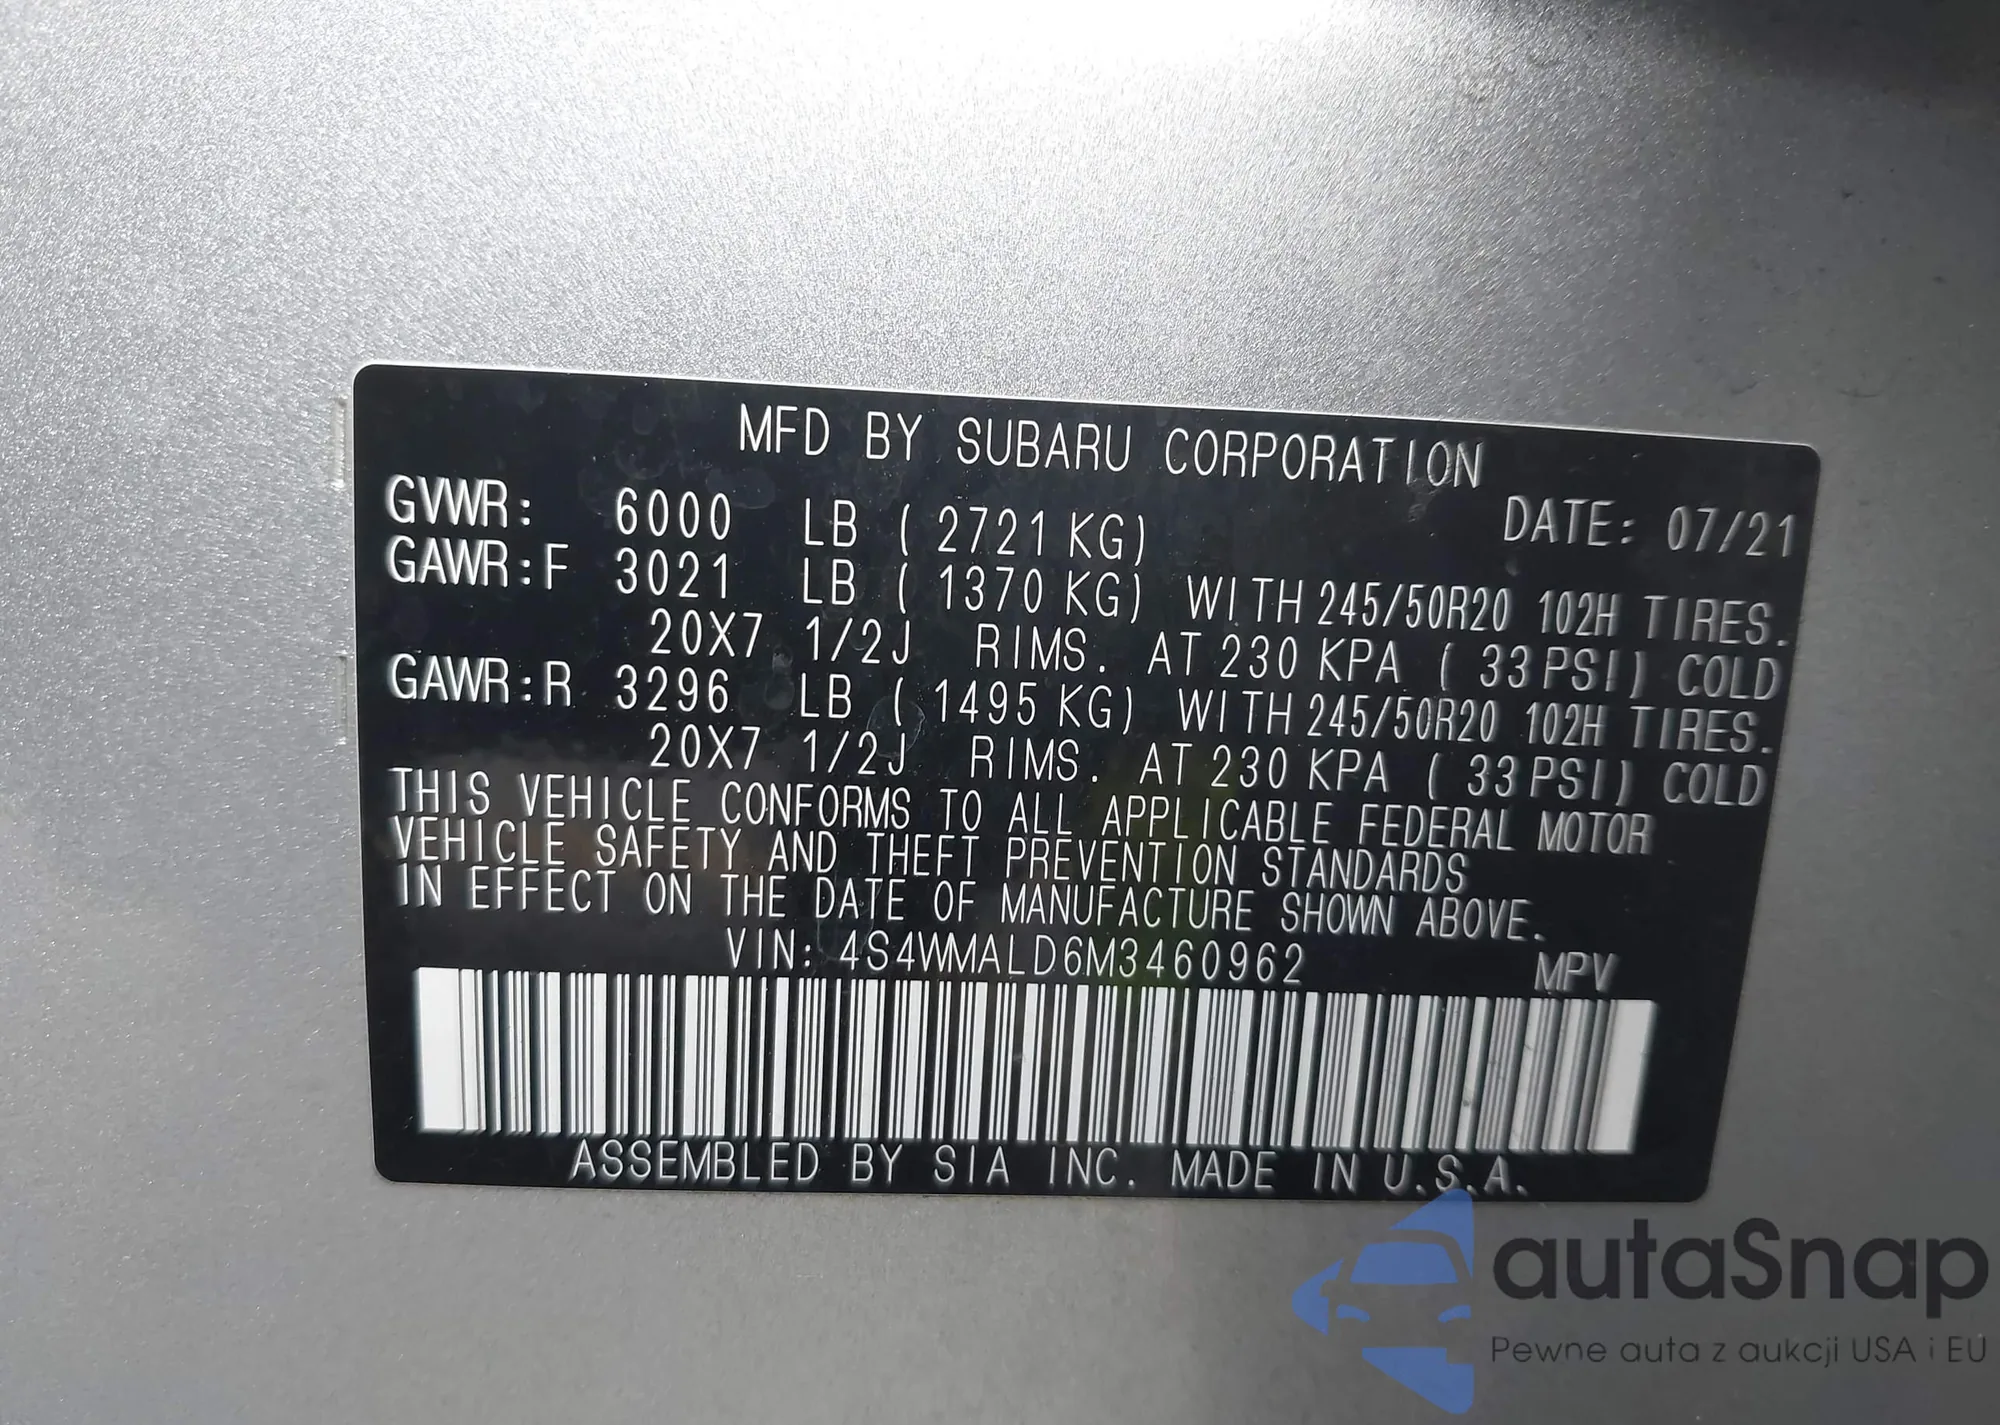 MFD BY SUBARU CORPORATION
GVWR: 6000 LB ( 2721 KG) DATE: 07/21
GAWR:F 3021 LB ( 1370 KG) WITH 245/50R20 102H TIRES.
20X7 1/2J RIMS. AT 230 KPA ( 33 PSI) COLD
GAWR:R 3296 LB ( 1495 KG) WITH 245/50R20 102H TIRES.
20X7 1/2J RIMS. AT 230 KPA ( 33 PSI) COLD
THIS VEHICLE CONFORMS TO ALL APPLICABLE FEDERAL MOTOR
VEHICLE SAFETY AND THEFT PREVENTION STANDARDS
IN EFFECT ON THE DATE OF MANUFACTURE SHOWN ABOVE.
VIN: 4S4WMALD6M3460962 MPV
ASSEMBLED BY SIA INC. MADE IN U.S.A.
autaSnap
Pewne auta z aukcji USA i EU